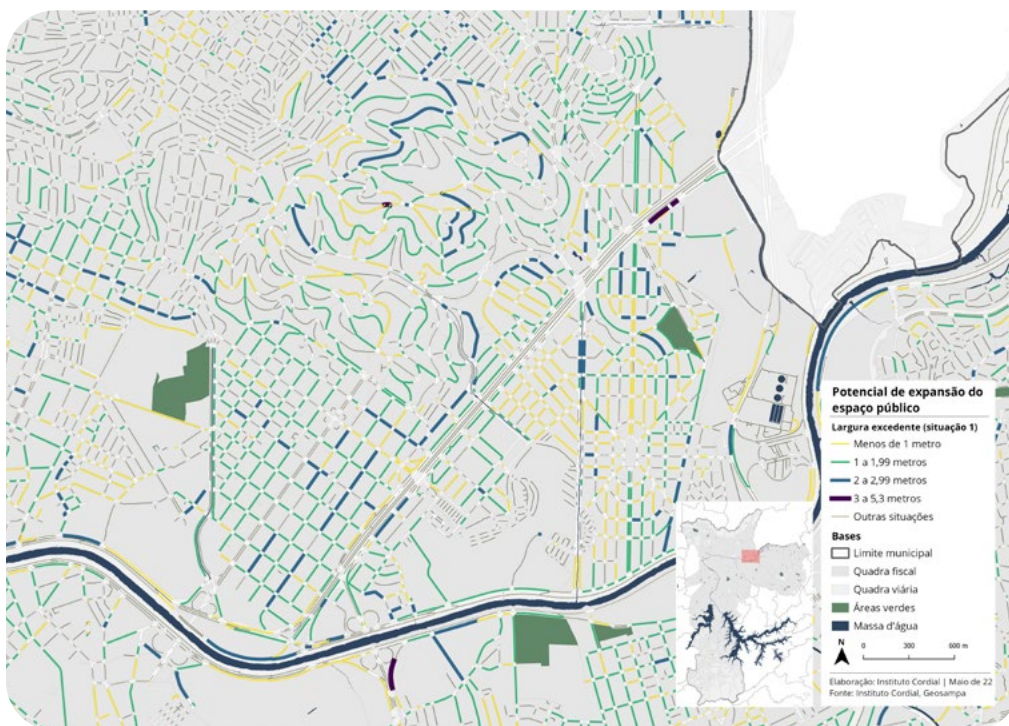 Potencial de expansão do
espaço público
Largura excedente (situação 1)
Menos de 1 metro
1 a 1,99 metros
2 a 2,99 metros
3 a 5,3 metros
Outras situações
Bases
Limite municipal
Quadra fiscal
Quadra viária
Áreas verdes
Massa d'água
N
0 300 600 m
Elaboração: Instituto Cordial | Maio de 22
Fonte: Instituto Cordial, Geosampa